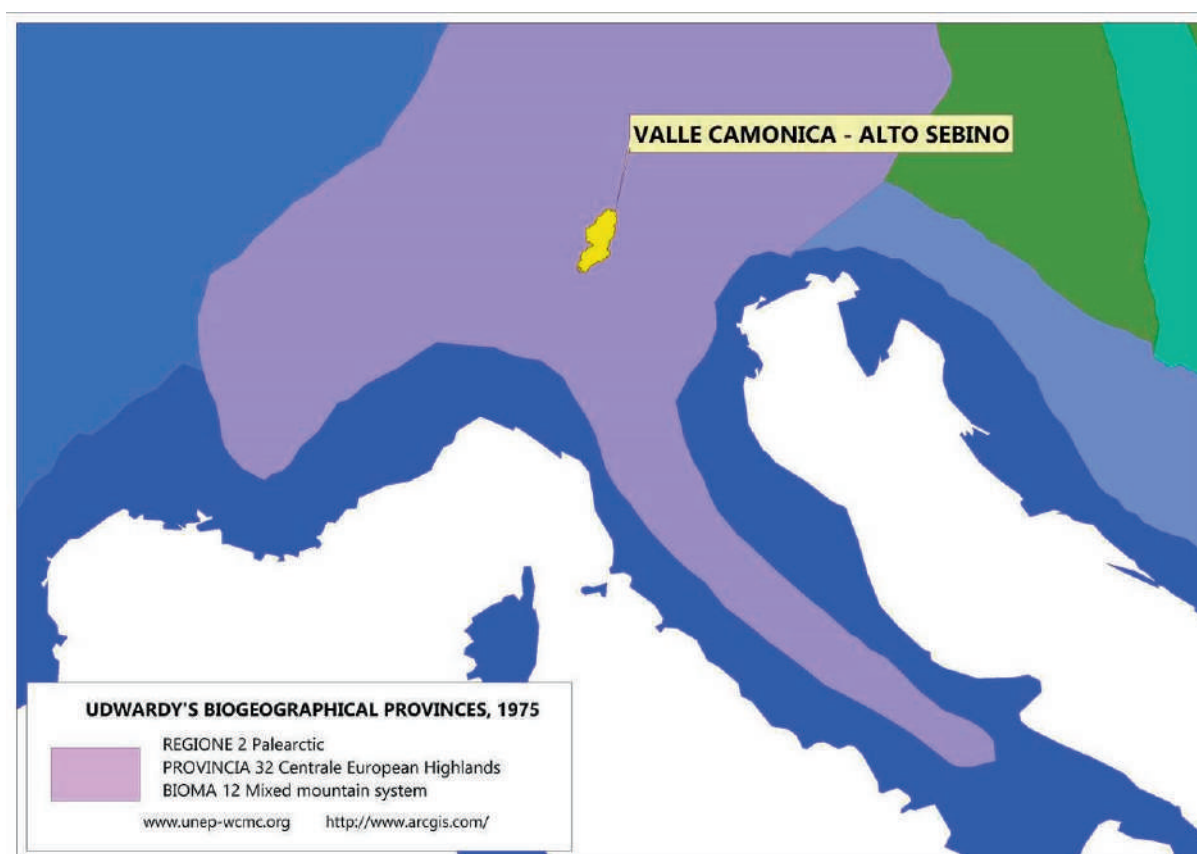 VALLE CAMONICA - ALTO SEBINO
UDWARDY'S BIOGEOGRAPHICAL PROVINCES, 1975
REGIONE 2 Palearctic
PROVINCIA 32 Centrale European Highlands
BIOMA 12 Mixed mountain system
www.unep-wcmc.org http://www.arcgis.com/